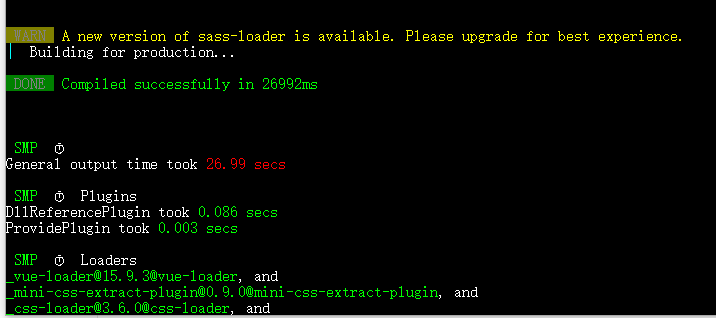 WARN A new version of sass-loader is available. Please upgrade for best experience.
| Building for production...
DONE Compiled successfully in 26992ms
SMP ⏱
General output time took 26.99 secs
SMP ⏱ Plugins
DllReferencePlugin took 0.086 secs
ProvidePlugin took 0.003 secs
SMP ⏱ Loaders
_vue-loader@15.9.3@vue-loader, and
_mini-css-extract-plugin@0.9.0@mini-css-extract-plugin, and
_css-loader@3.6.0@css-loader, and